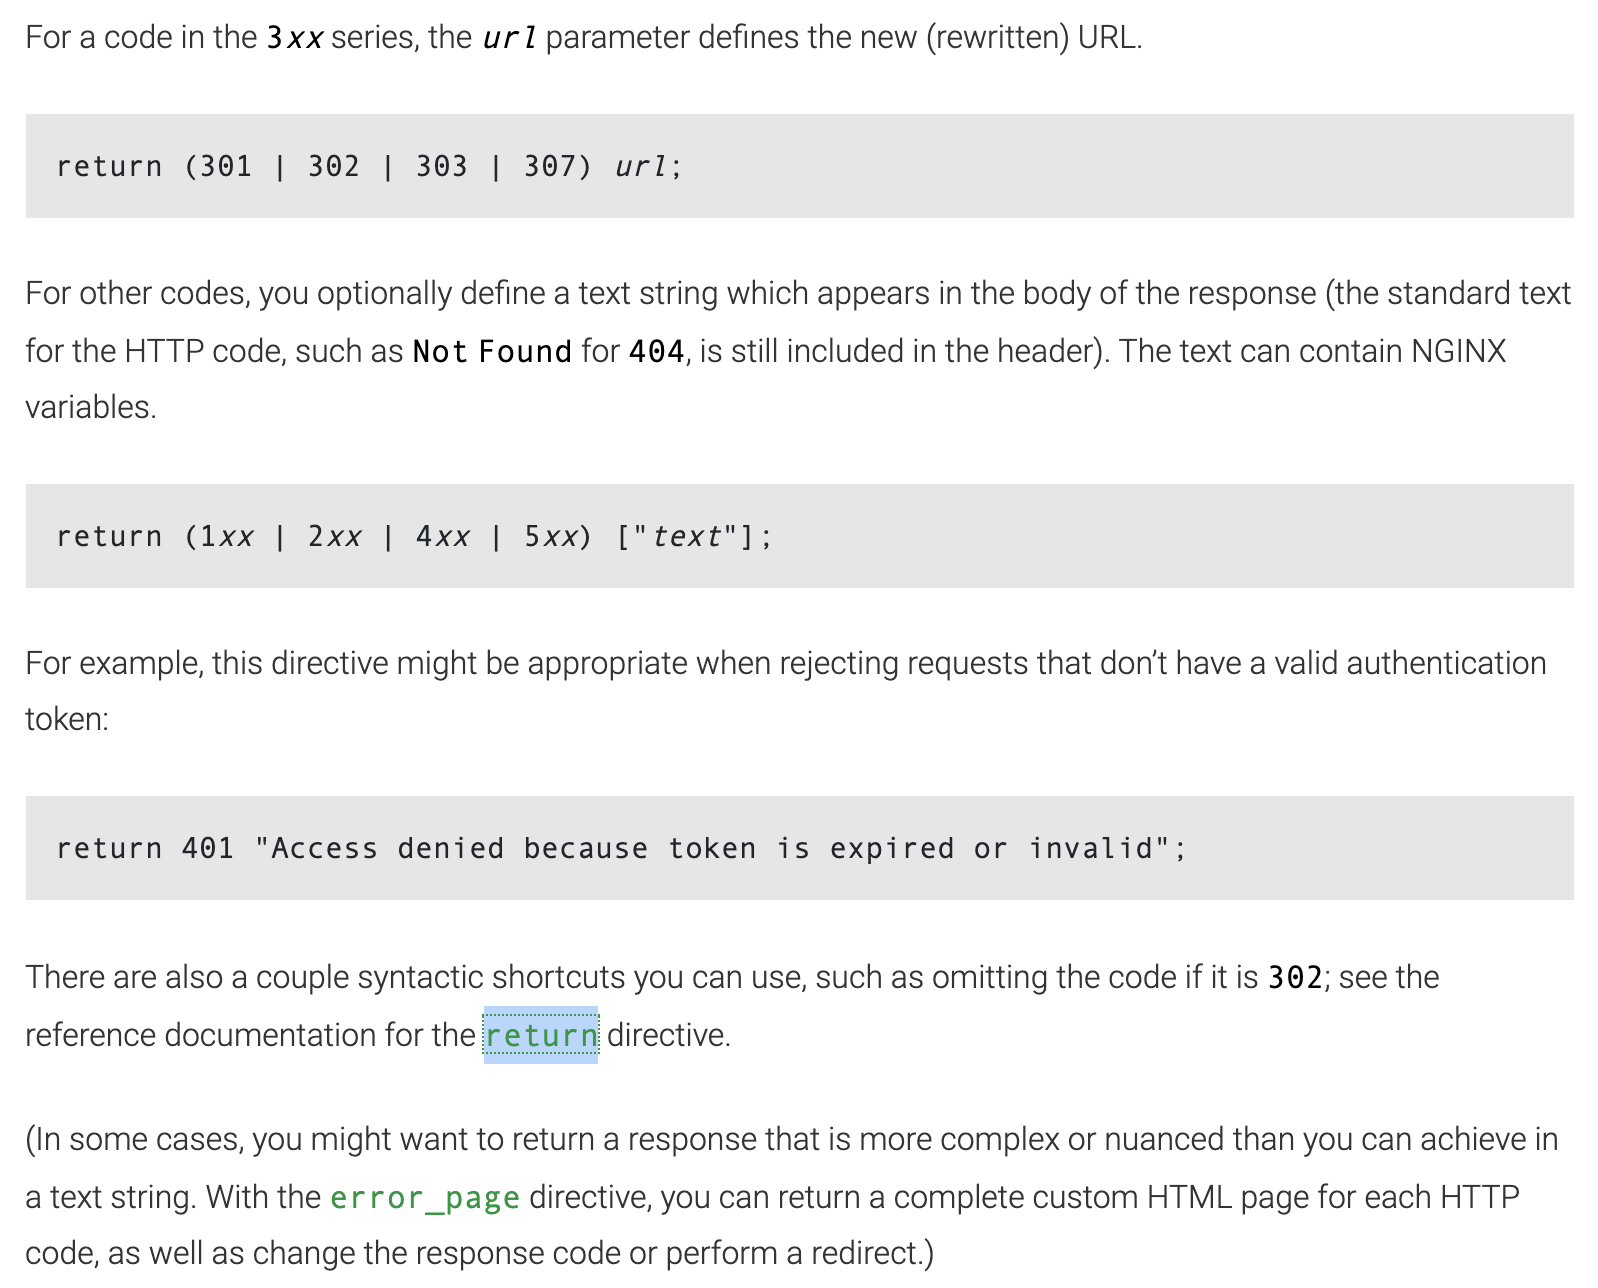 For a code in the 3xx series, the url parameter defines the new (rewritten) URL.
return (301 | 302 | 303 | 307) url;
For other codes, you optionally define a text string which appears in the body of the response (the standard text
for the HTTP code, such as Not Found for 404, is still included in the header). The text can contain NGINX
variables.
return (1xx | 2xx | 4xx | 5xx) ["text"];
For example, this directive might be appropriate when rejecting requests that don’t have a valid authentication
token:
return 401 "Access denied because token is expired or invalid";
There are also a couple syntactic shortcuts you can use, such as omitting the code if it is 302; see the
reference documentation for the return directive.
(In some cases, you might want to return a response that is more complex or nuanced than you can achieve in
a text string. With the error_page directive, you can return a complete custom HTML page for each HTTP
code, as well as change the response code or perform a redirect.)